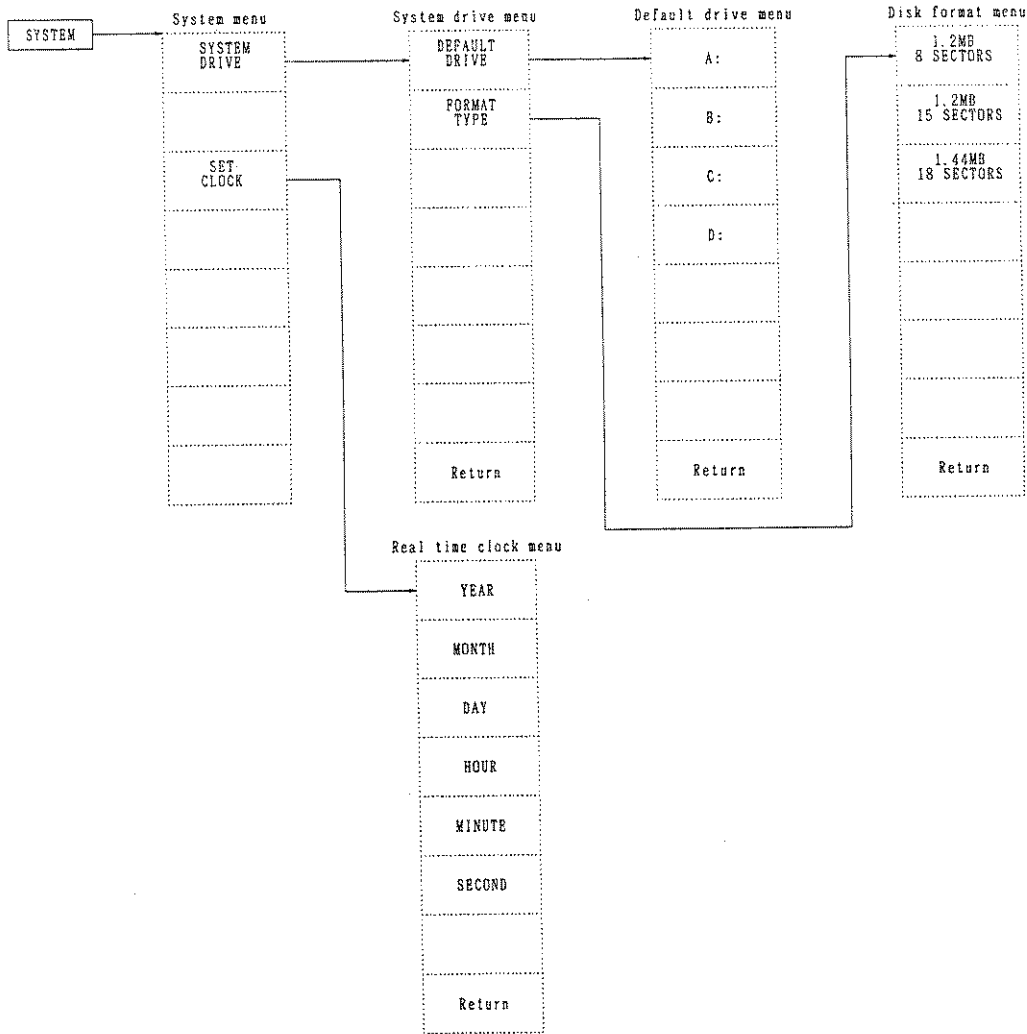 SYSTEM
System menu
SYSTEM
DRIVE
SET
CLOCK
System drive menu
DEFAULT
DRIVE
FORMAT
TYPE
Return
Default drive menu
A:
B:
C:
D:
Return
Disk format menu
1.2MB
8 SECTORS
1.2MB
15 SECTORS
1.44MB
18 SECTORS
Return
Real time clock menu
YEAR
MONTH
DAY
HOUR
MINUTE
SECOND
Return